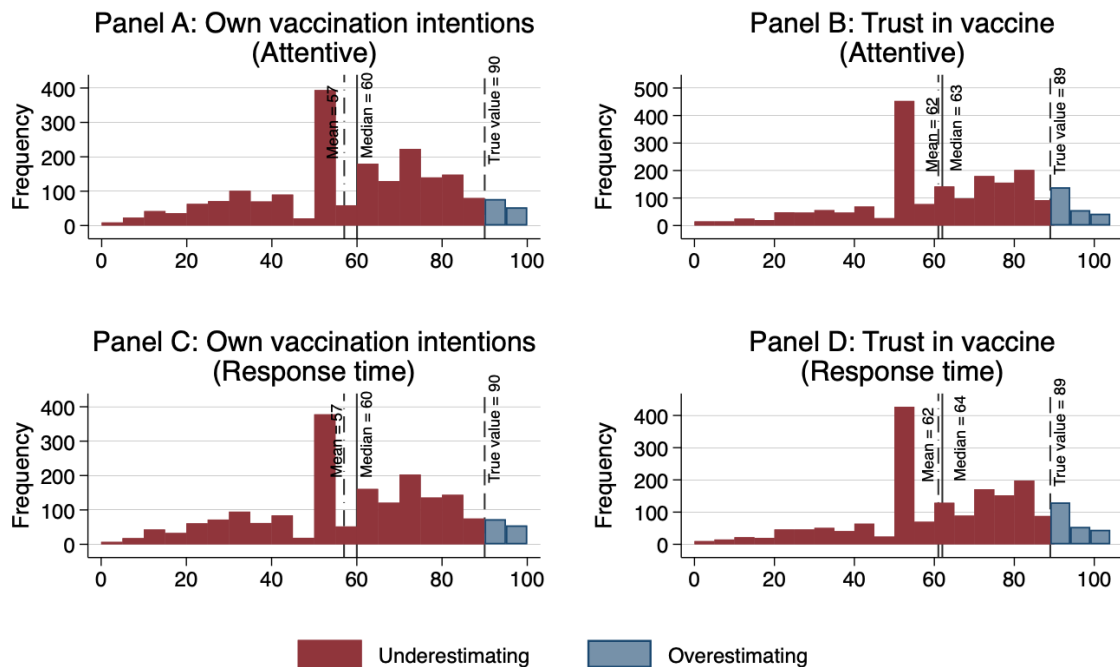 Panel A: Own vaccination intentions
(Attentive)
Frequency
400
300
200
100
0
Mean = 57
Median = 60
True value = 90
0 20 40 60 80 100
Panel B: Trust in vaccine
(Attentive)
Frequency
500
400
300
200
100
0
Mean = 62
Median = 63
True value = 89
0 20 40 60 80 100
Panel C: Own vaccination intentions
(Response time)
Frequency
400
300
200
100
0
Mean = 57
Median = 60
True value = 90
0 20 40 60 80 100
Panel D: Trust in vaccine
(Response time)
Frequency
400
300
200
100
0
Mean = 62
Median = 64
True value = 89
0 20 40 60 80 100
Underestimating
Overestimating